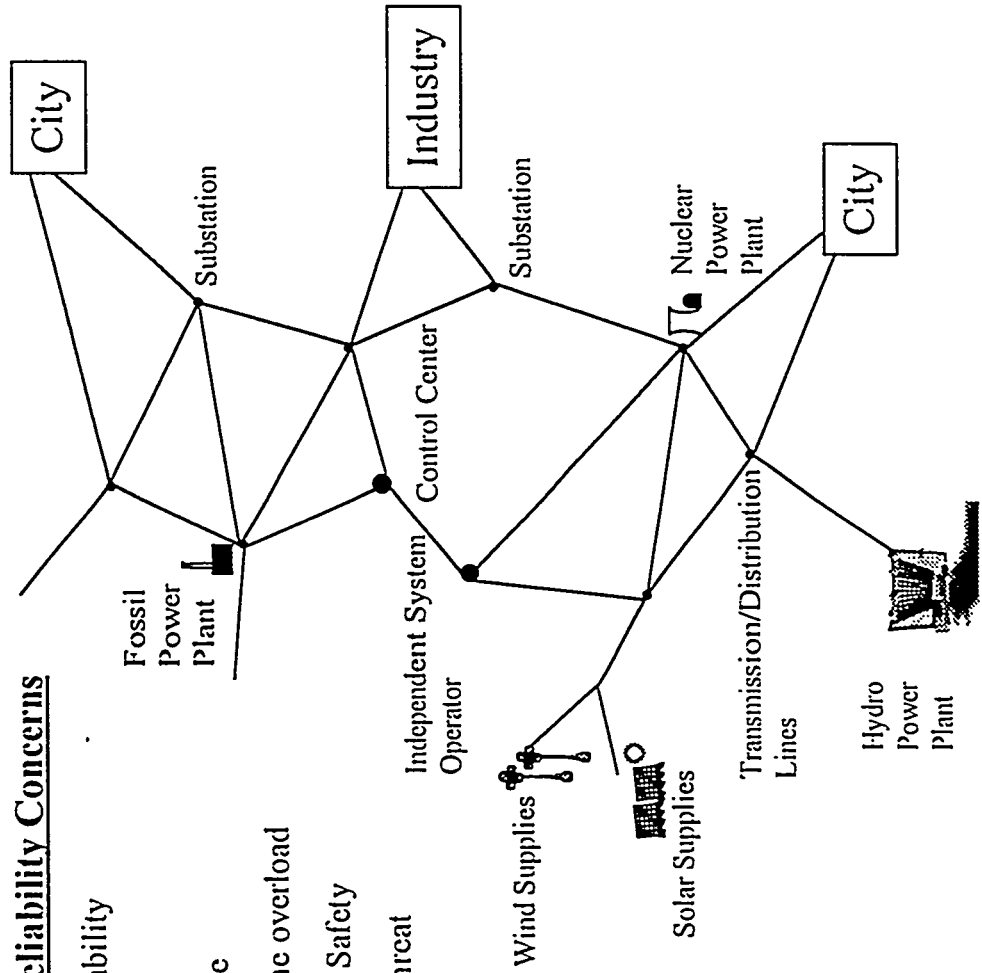 eliability Concerns
ability
e
ne overload
Safety
hreat
City
Fossil
Power
Plant
Substation
Industry
Independent System
Operator
Control Center
Wind Supplies
Substation
Solar Supplies
Nuclear
Power
Plant
Transmission/Distribution
Lines
City
Hydro
Power
Plant